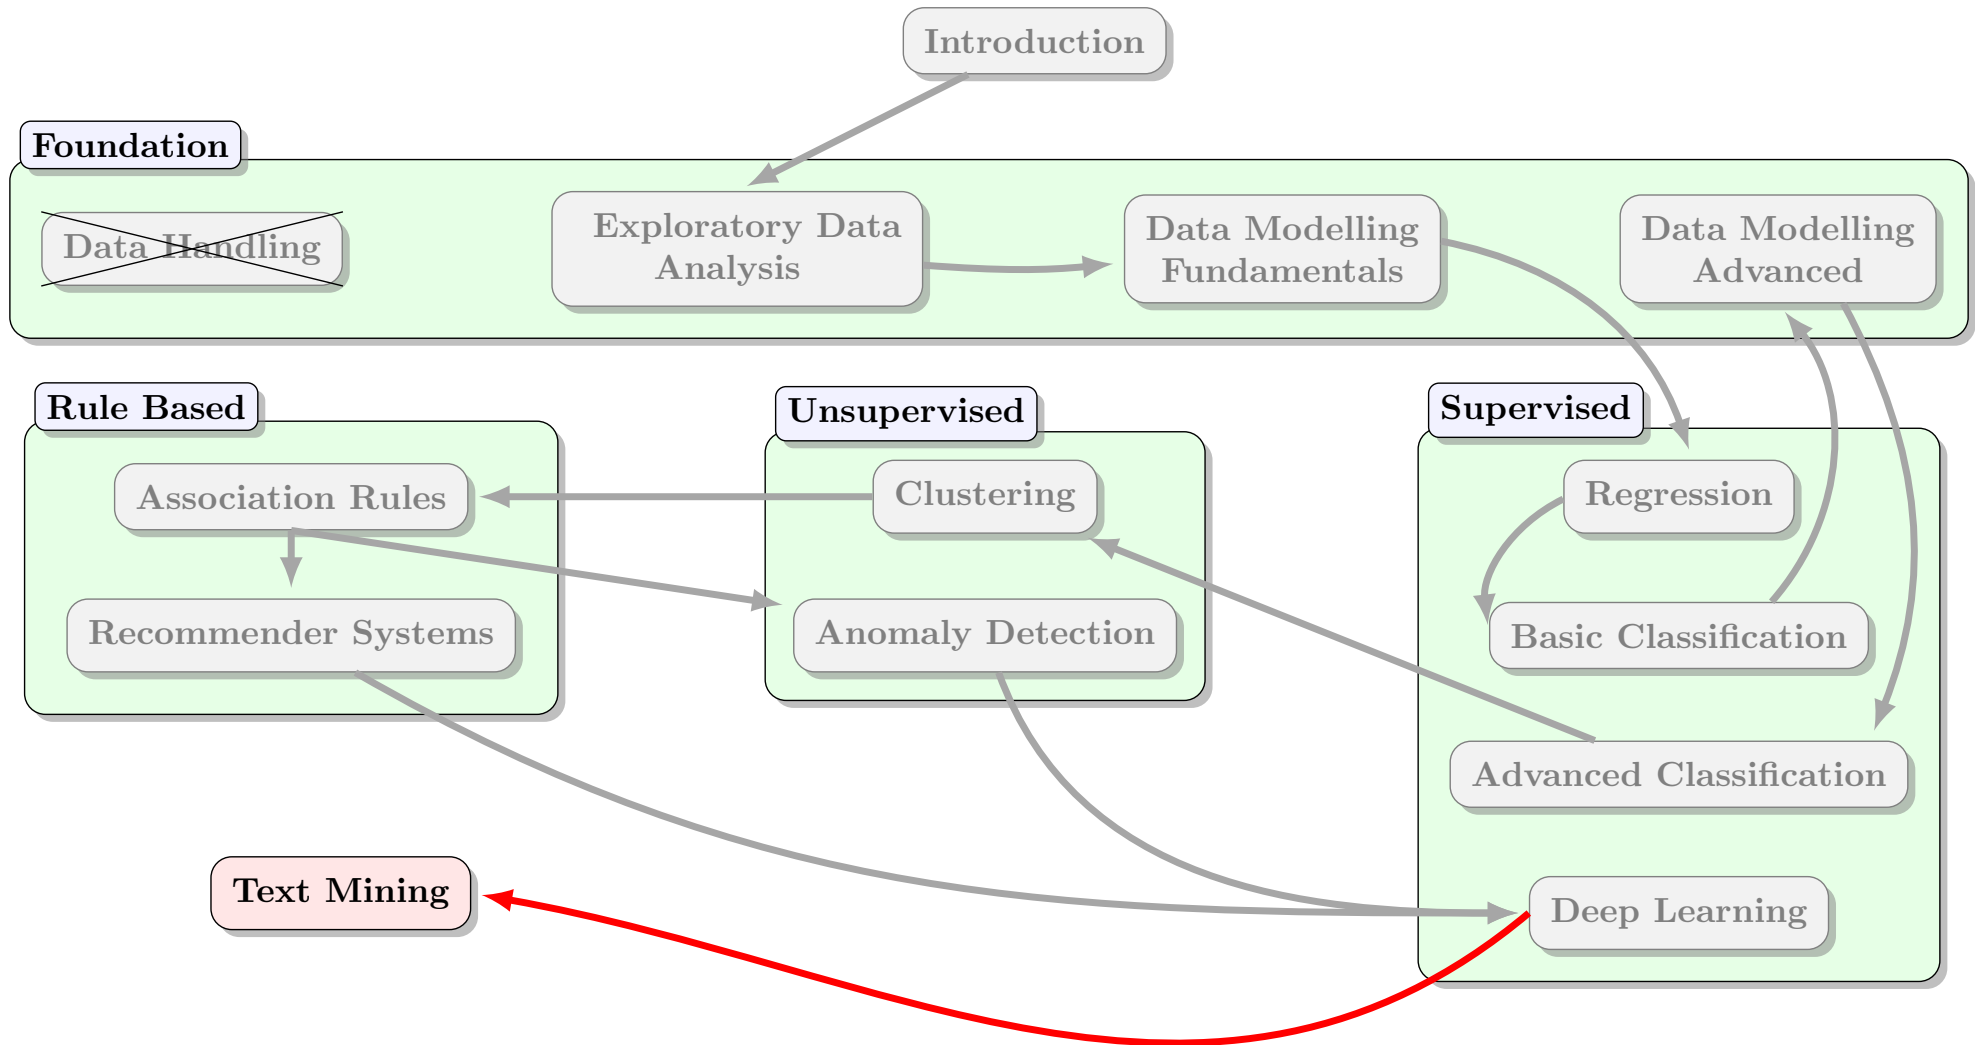 Introduction
Foundation
Data Handling
Exploratory Data
Analysis
Data Modelling
Fundamentals
Data Modelling
Advanced
Rule Based
Association Rules
Recommender Systems
Unsupervised
Clustering
Anomaly Detection
Supervised
Regression
Basic Classification
Advanced Classification
Deep Learning
Text Mining